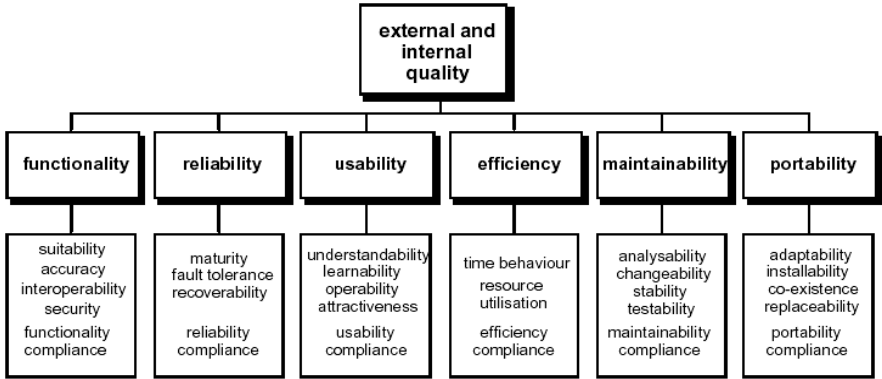 external and
internal
quality
functionality
reliability
usability
efficiency
maintainability
portability
suitability
accuracy
interoperability
security
functionality
compliance
maturity
fault tolerance
recoverability
reliability
compliance
understandability
learnability
operability
attractiveness
usability
compliance
time behaviour
resource
utilisation
efficiency
compliance
analysability
changeability
stability
testability
maintainability
compliance
adaptability
installability
co-existence
replaceability
portability
compliance